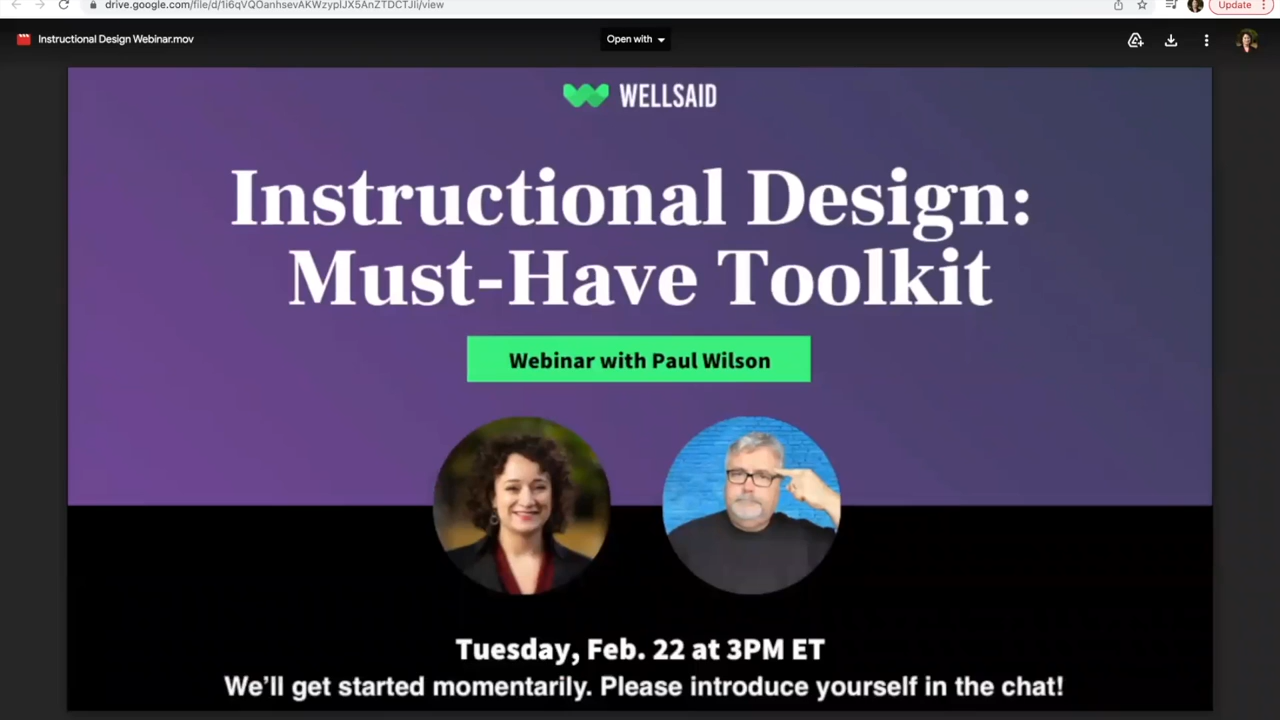 drive.google.com/file/d/1i6qVQOanhsevAKWzyplJX5AnZTDCTJli/view
Update
Instructional Design Webinar.mov
Open with
WELLSAID
Instructional Design:
Must-Have Toolkit
Webinar with Paul Wilson
Tuesday, Feb. 22 at 3PM ET
We'll get started momentarily. Please introduce yourself in the chat!